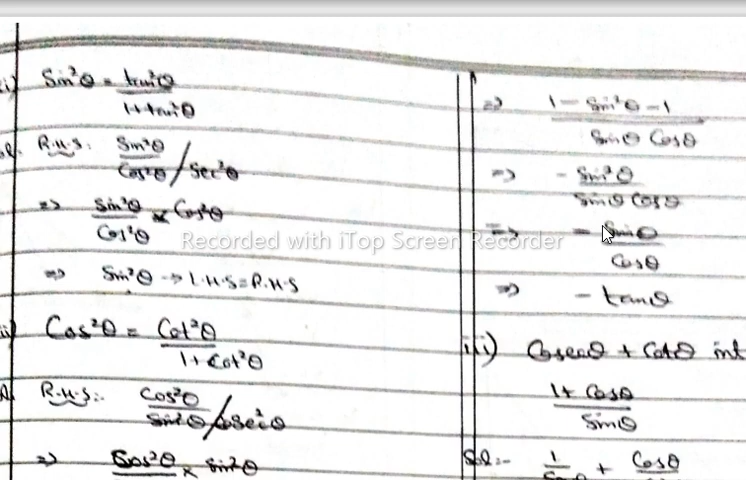 i) Sin²θ = tan²θ
1+tan²θ
R.H.S: Sin²θ
Cos²θ / Sec²θ
=> Sin²θ × Cos²θ
Cos²θ
=> Sin²θ → L.H.S = R.H.S
ii) Cos²θ = Cot²θ
1+Cot²θ
R.H.S:- Cos²θ
Sin²θ / Cosec²θ
=> Cos²θ × Sin²θ
=> 1 - Sin²θ - 1
Sinθ Cosθ
=> - Sin²θ
Sinθ Cosθ
=> - Sinθ
Cosθ
=> - tanθ
iii) Cosecθ + Cotθ int
1+ Cosθ
Sinθ
Sol:- 1 + Cosθ
Recorded with iTop Screen Recorder